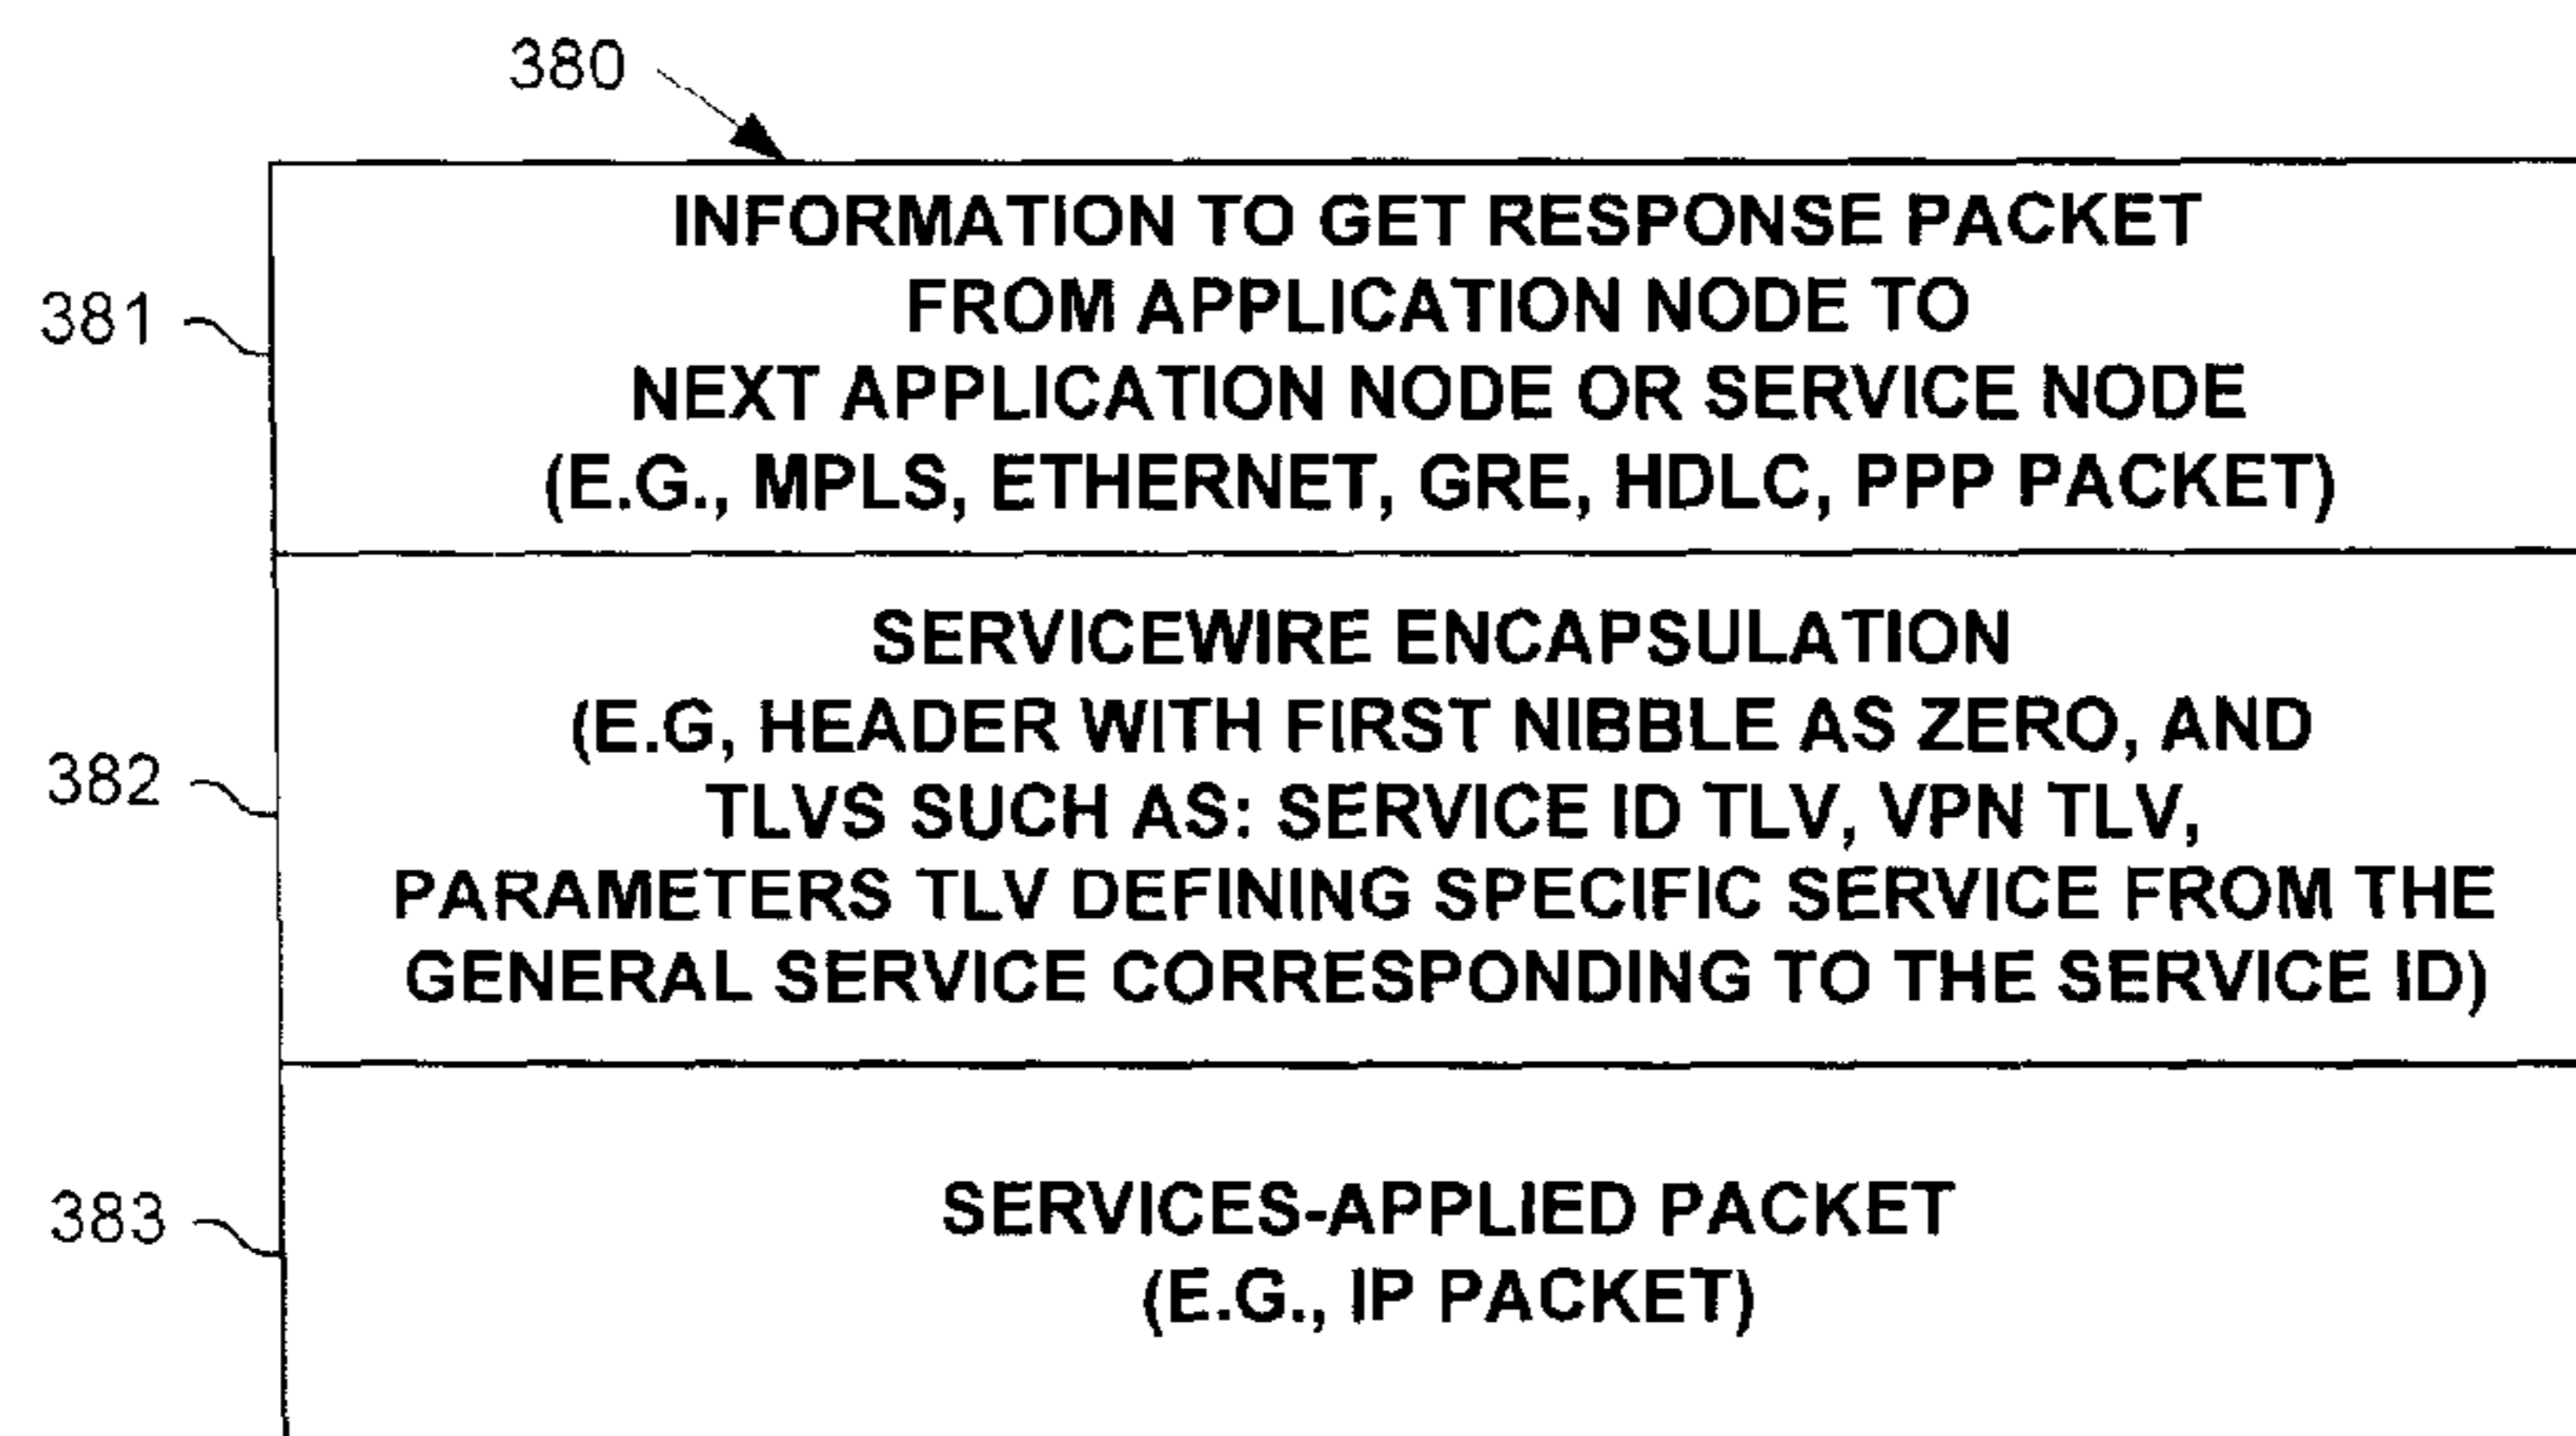 380
INFORMATION TO GET RESPONSE PACKET
FROM APPLICATION NODE TO
381
NEXT APPLICATION NODE OR SERVICE NODE
(E.G., MPLS, ETHERNET, GRE, HDLC, PPP PACKET)
SERVICEWIRE ENCAPSULATION
(E.G, HEADER WITH FIRST NIBBLE AS ZERO, AND
382
TLVS SUCH AS: SERVICE ID TLV, VPN TLV,
PARAMETERS TLV DEFINING SPECIFIC SERVICE FROM THE
GENERAL SERVICE CORRESPONDING TO THE SERVICE ID)
383
SERVICES-APPLIED PACKET
(E.G., IP PACKET)